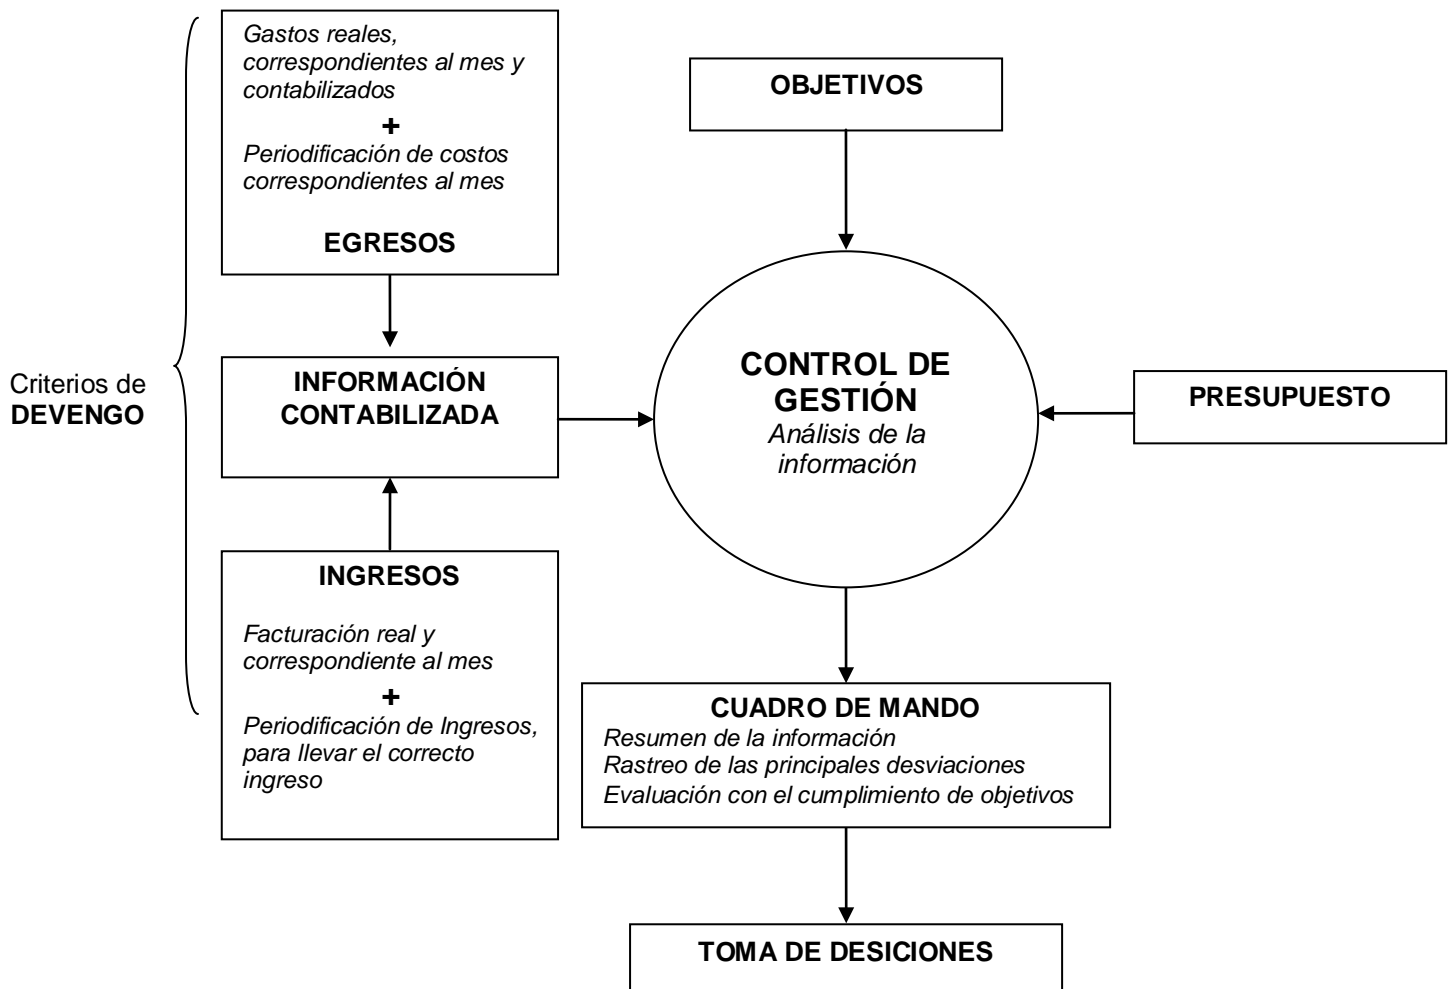 Gastos reales,
correspondientes al mes y
contabilizados
+
Periodificación de costos
correspondientes al mes
EGRESOS
Criterios de
DEVENGO
INFORMACIÓN
CONTABILIZADA
INGRESOS
Facturación real y
correspondiente al mes
+
Periodificación de Ingresos,
para llevar el correcto
ingreso
OBJETIVOS
CONTROL DE
GESTIÓN
Análisis de la
información
PRESUPUESTO
CUADRO DE MANDO
Resumen de la información
Rastreo de las principales desviaciones
Evaluación con el cumplimiento de objetivos
TOMA DE DESICIONES